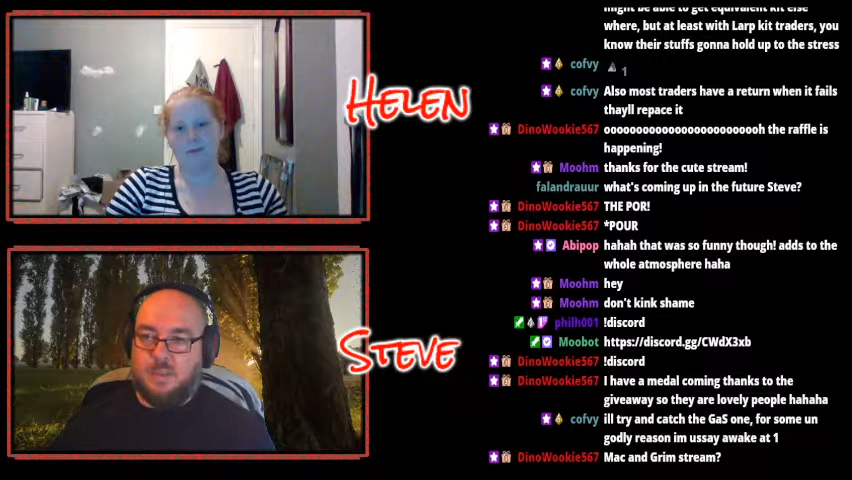 might be able to get equivalent kit else
where, but at least with Larp kit traders, you
know their stuffs gonna hold up to the stress
cofvy 1
cofvy Also most traders have a return when it fails
thayll repace it
DinoWookie567 ooooooooooooooooooooooooh the raffle is
happening!
Moohm thanks for the cute stream!
falandrauur what's coming up in the future Steve?
DinoWookie567 THE POR!
DinoWookie567 *POUR
Abipop hahah that was so funny though! adds to the
whole atmosphere haha
Moohm hey
Moohm don't kink shame
philh001 !discord
Moobot https://discord.gg/CWdX3xb
DinoWookie567 !discord
DinoWookie567 I have a medal coming thanks to the
giveaway so they are lovely people hahaha
cofvy ill try and catch the GaS one, for some un
godly reason im ussay awake at 1
DinoWookie567 Mac and Grim stream?
Helen
Steve